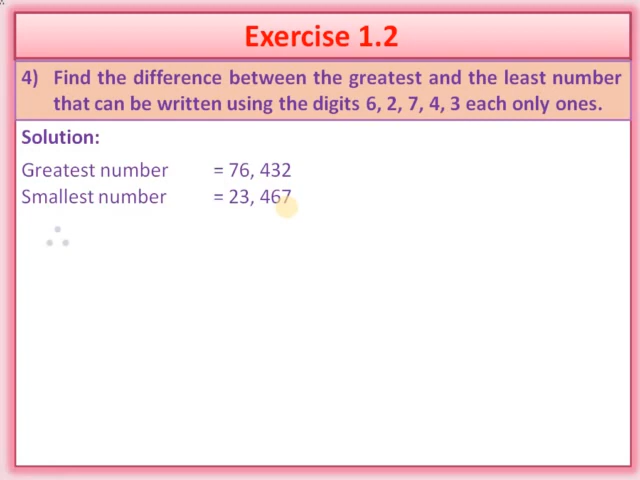 Exercise 1.2
4) Find the difference between the greatest and the least number
that can be written using the digits 6, 2, 7, 4, 3 each only ones.
Solution:
Greatest number = 76, 432
Smallest number = 23, 467
∴